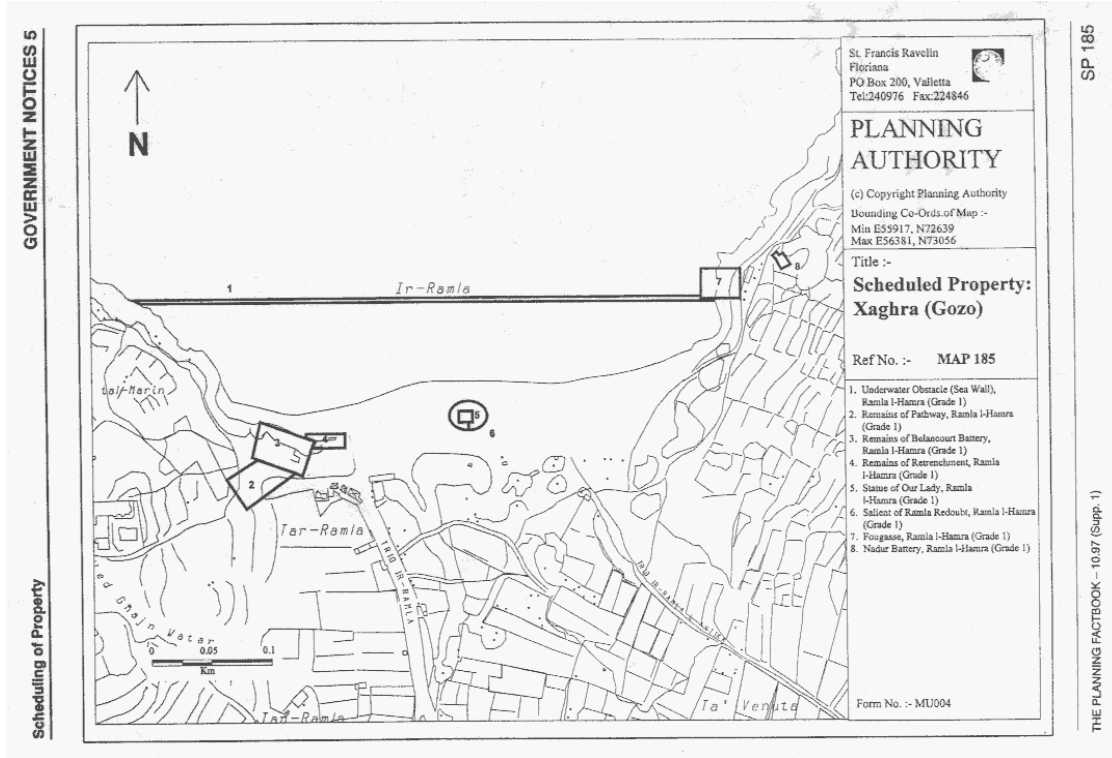 GOVERNMENT NOTICES 5
Scheduling of Property
SP 185
THE PLANNING FACTBOOK – 10.97 (Supp. 1)
N
1
Ir-Ramla
7
8
tal-Marin
5
6
3
4
2
Tar-Ramla
TRIQ IR-RAMLA
Ghajn
0 0.05 0.1
Km
Tar-Ramla
Ta' Venuta
St. Francis Ravelin
Floriana
PO Box 200, Valletta
Tel:240976 Fax:224846
PLANNING
AUTHORITY
(c) Copyright Planning Authority
Bounding Co-Ords.of Map :-
Min E55917, N72639
Max E56381, N73056
Title :-
Scheduled Property:
Xaghra (Gozo)
Ref No. :- MAP 185
1. Underwater Obstacle (Sea Wall),
Ramla l-Hamra (Grade 1)
2. Remains of Pathway, Ramla l-Hamra
(Grade 1)
3. Remains of Belancourt Battery,
Ramla l-Hamra (Grade 1)
4. Remains of Retrenchment, Ramla
l-Hamra (Grade 1)
5. Statue of Our Lady, Ramla
l-Hamra (Grade 1)
6. Salient of Ramla Redoubt, Ramla l-Hamra
(Grade 1)
7. Fougasse, Ramla l-Hamra (Grade 1)
8. Nadur Battery, Ramla l-Hamra (Grade 1)
Form No. :- MU004